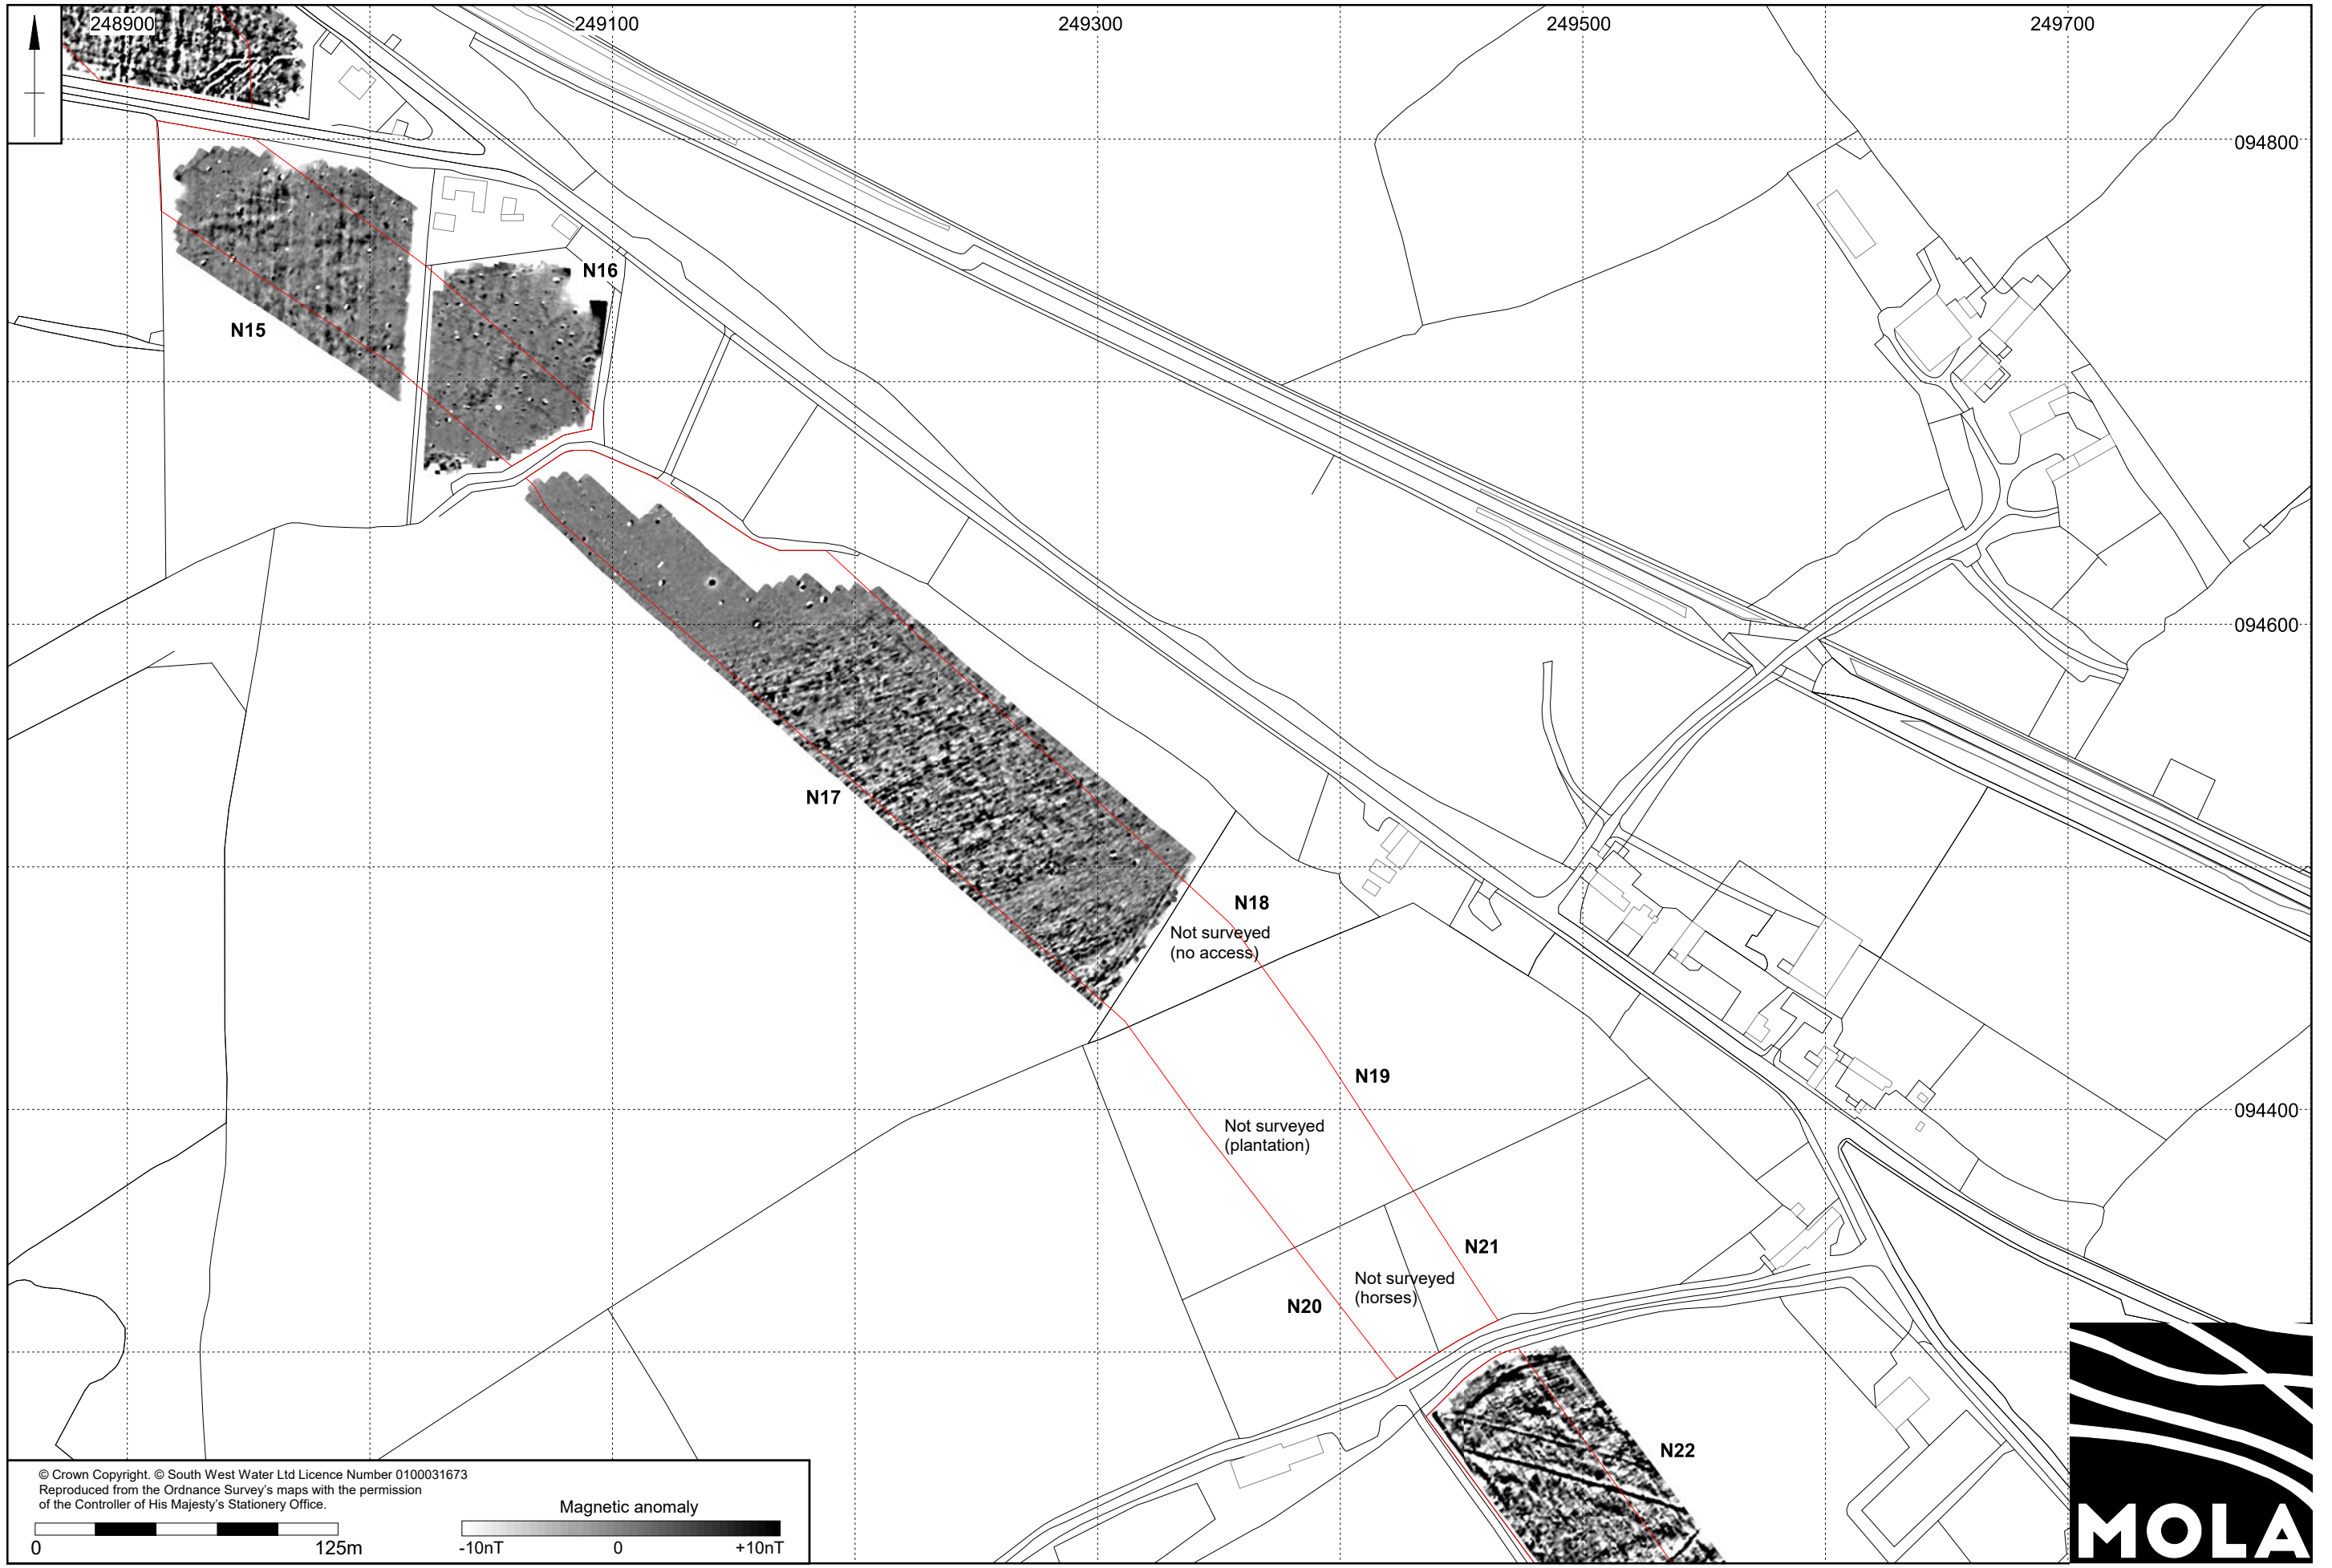 248900
249100
249300
249500
249700
094800
N16
N15
094600
N17
N18
Not surveyed
(no access)
N19
094400
Not surveyed
(plantation)
N21
Not surveyed
(horses)
N20
N22
© Crown Copyright. © South West Water Ltd Licence Number 0100031673
Reproduced from the Ordnance Survey's maps with the permission
of the Controller of His Majesty's Stationery Office.
0 125m
Magnetic anomaly
-10nT 0 +10nT
MOLA